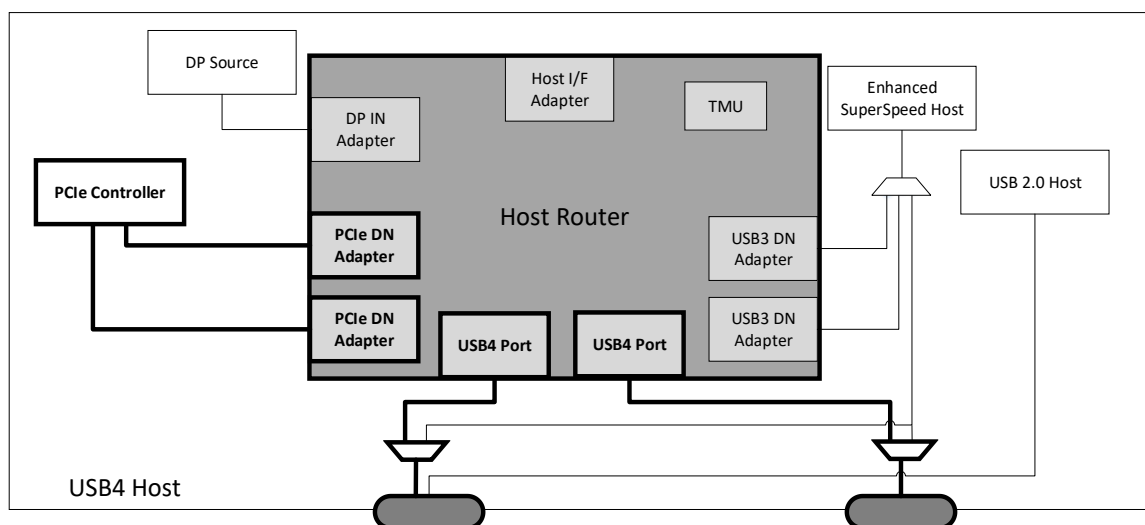 DP Source
Host I/F
Adapter
TMU
Enhanced
SuperSpeed Host
DP IN
Adapter
PCIe Controller
USB 2.0 Host
Host Router
PCIe DN
Adapter
USB3 DN
Adapter
PCIe DN
Adapter
USB4 Port
USB4 Port
USB3 DN
Adapter
USB4 Host